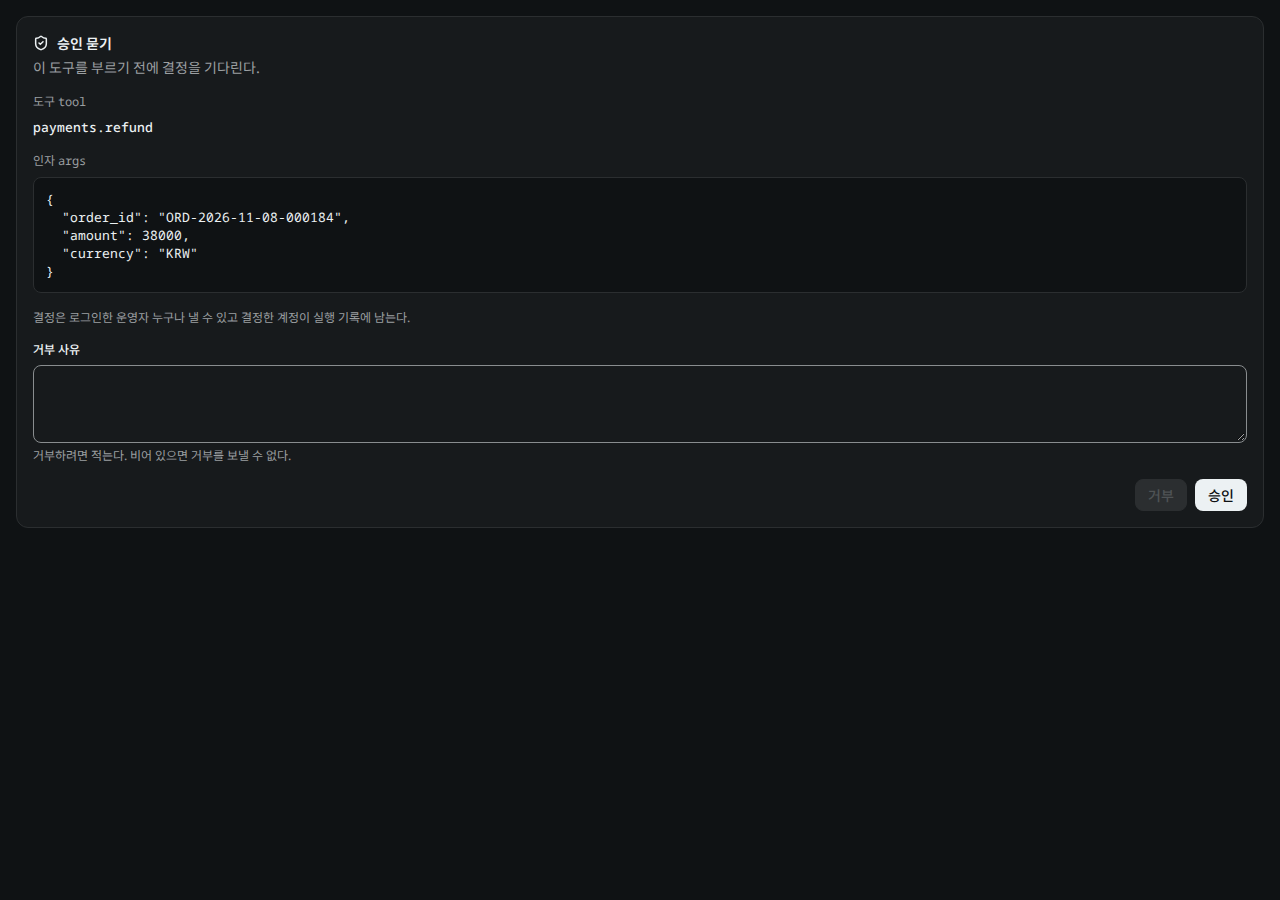 승인 묻기
이 도구를 부르기 전에 결정을 기다린다.
도구 tool
payments.refund
인자 args
{
  "order_id": "ORD-2026-11-08-000184",
  "amount": 38000,
  "currency": "KRW"
}
결정은 로그인한 운영자 누구나 낼 수 있고 결정한 계정이 실행 기록에 남는다.
거부 사유
거부하려면 적는다. 비어 있으면 거부를 보낼 수 없다.
거부 승인